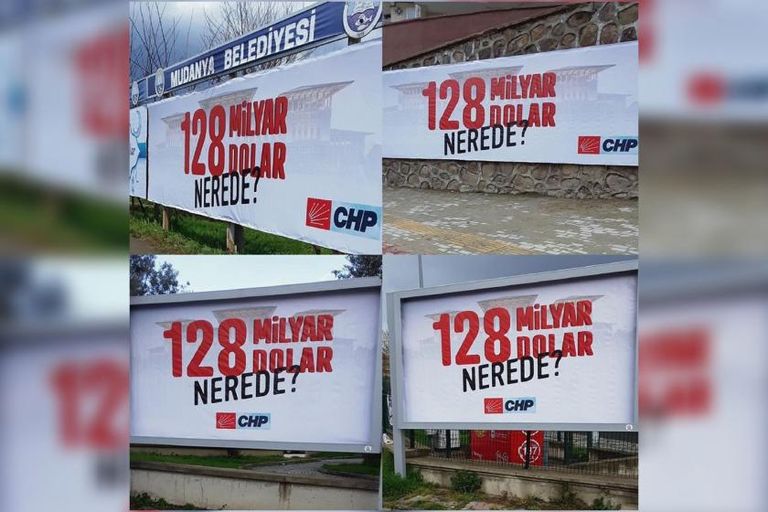 MUDANYA BELEDİYESİ
128 MİLYAR
DOLAR
NEREDE?
CHP
128 MİLYAR
DOLAR
NEREDE?
CHP
128 MİLYAR
DOLAR
NEREDE?
CHP
128 MİLYAR
DOLAR
NEREDE?
CHP